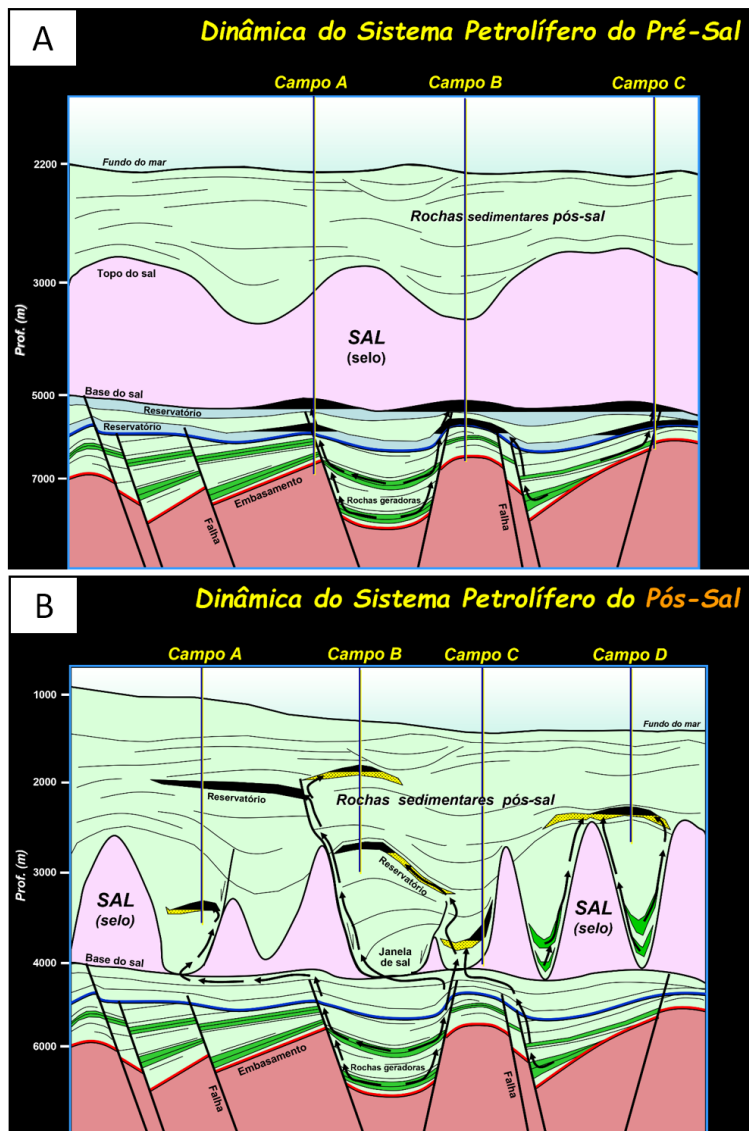 A
Dinâmica do Sistema Petrolífero do Pré-Sal
Campo A
Campo B
Campo C
2200
Fundo do mar
Rochas sedimentares pós-sal
Topo do sal
3000
Prof. (m)
SAL
(selo)
Base do sal
5000
Reservatório
Reservatório
7000
Embasamento
Rochas geradoras
Falha
Falha
B
Dinâmica do Sistema Petrolífero do Pós-Sal
Campo A
Campo B
Campo C
Campo D
1000
Fundo do mar
2000
Reservatório
Rochas sedimentares pós-sal
3000
Reservatório
SAL
(selo)
SAL
(selo)
Prof. (m)
Janela
de sal
Base do sal
4000
6000
Embasamento
Rochas geradoras
Falha
Falha